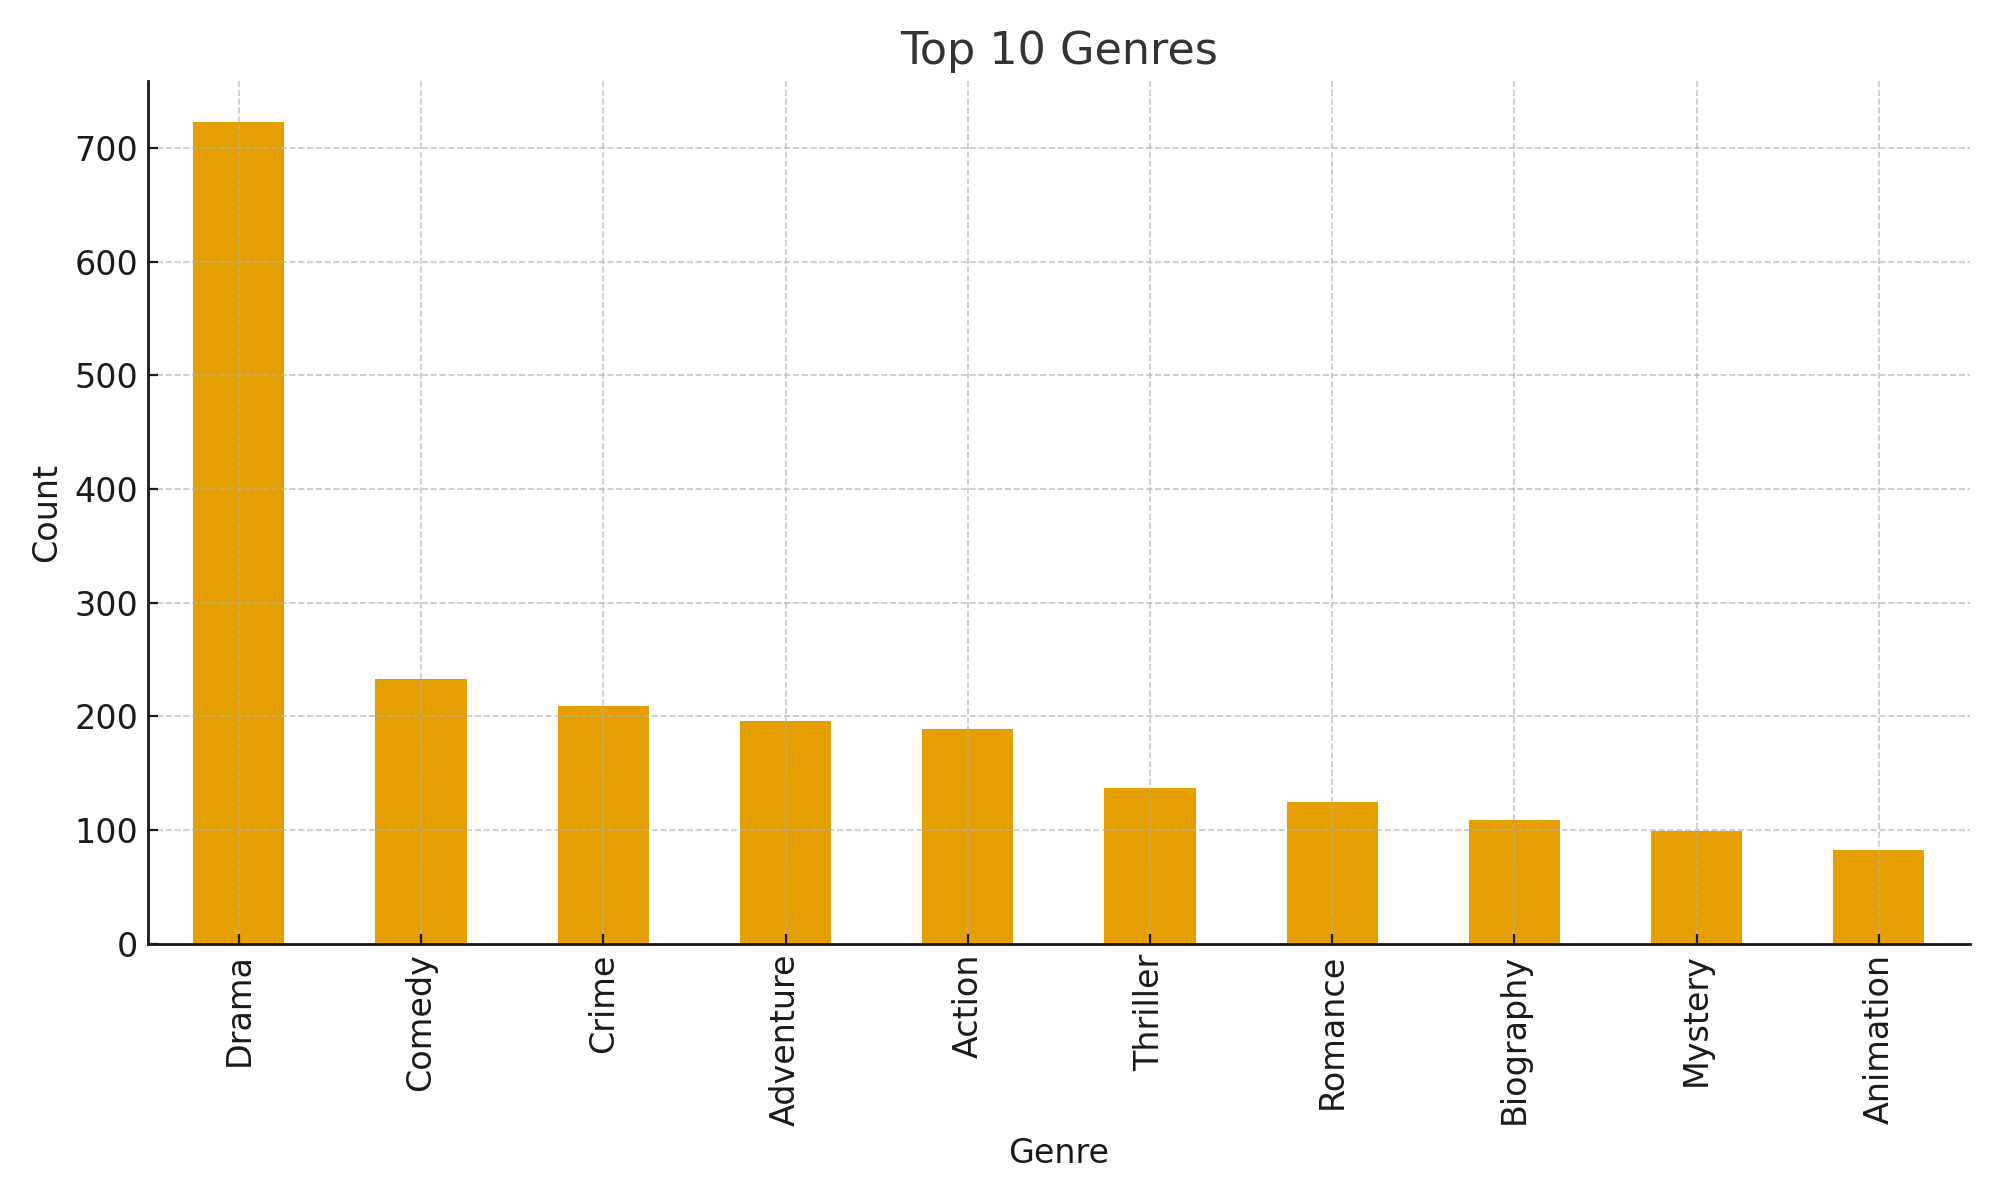 Top 10 Genres
Count
700
600
500
400
300
200
100
0
Drama
Comedy
Crime
Adventure
Action
Thriller
Romance
Biography
Mystery
Animation
Genre